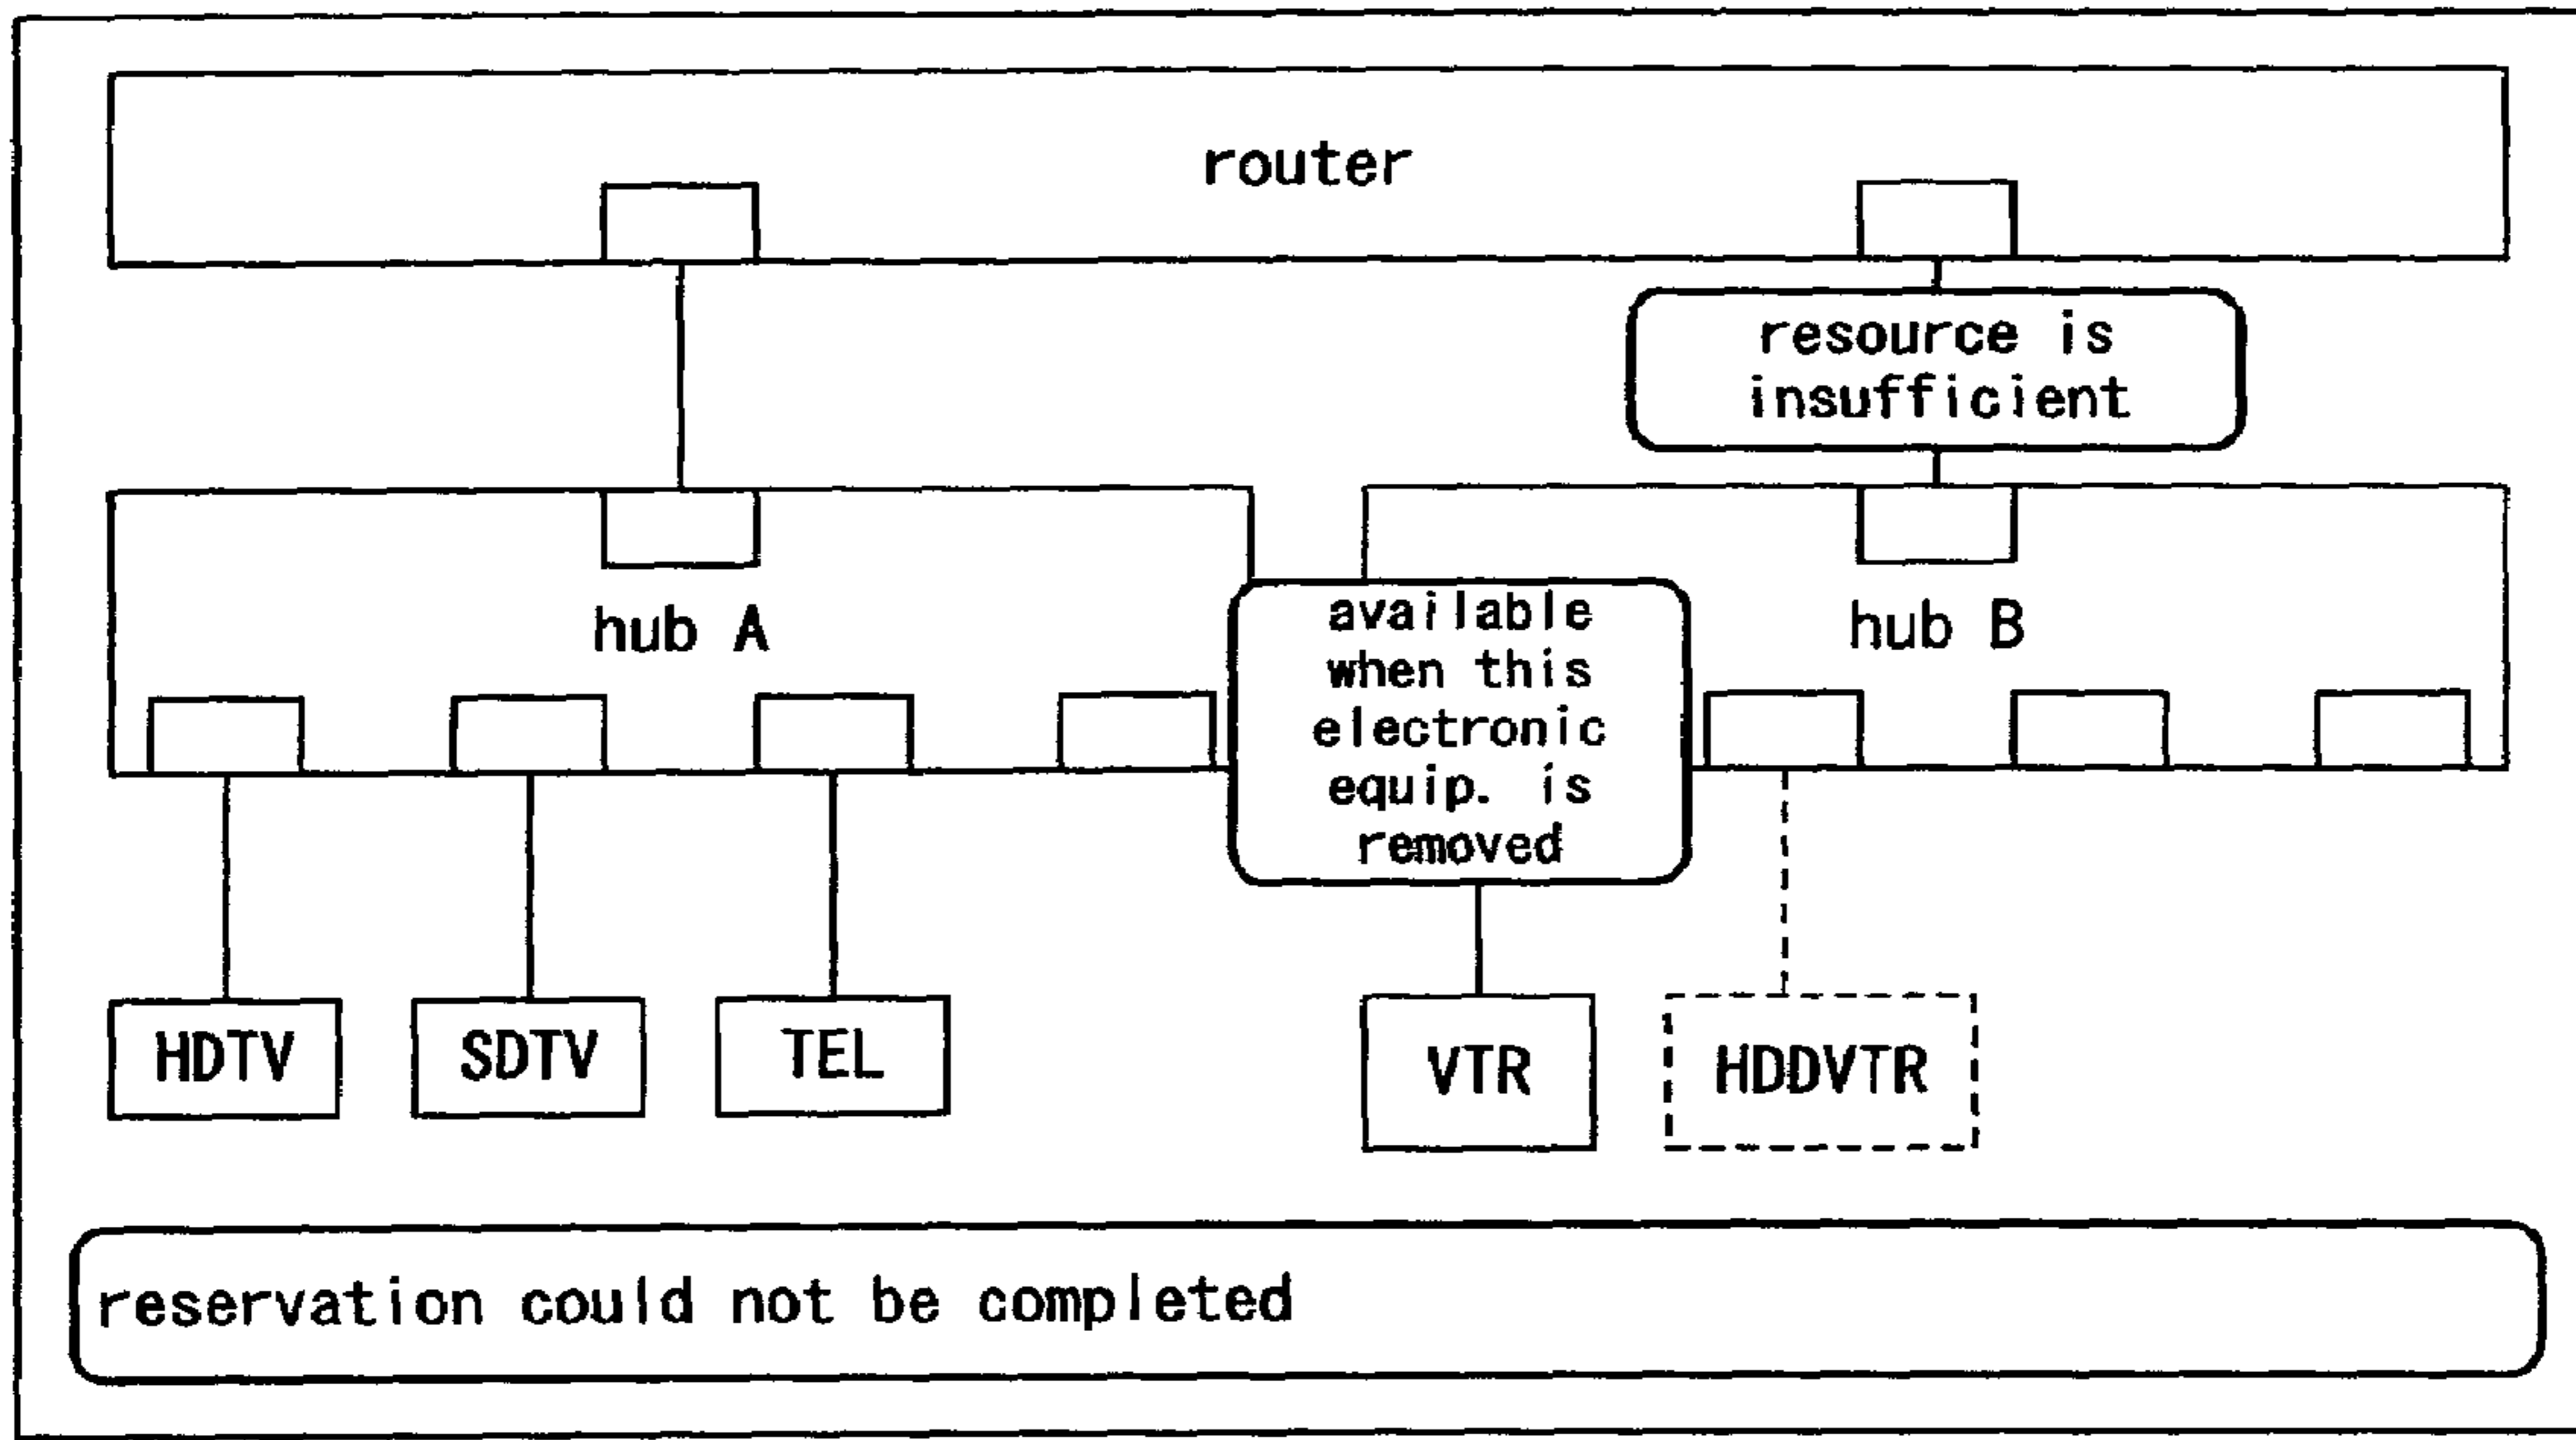 router
resource is
insufficient
hub A
available
when this
electronic
equip. is
removed
hub B
HDTV
SDTV
TEL
VTR
HDDVTR
reservation could not be completed